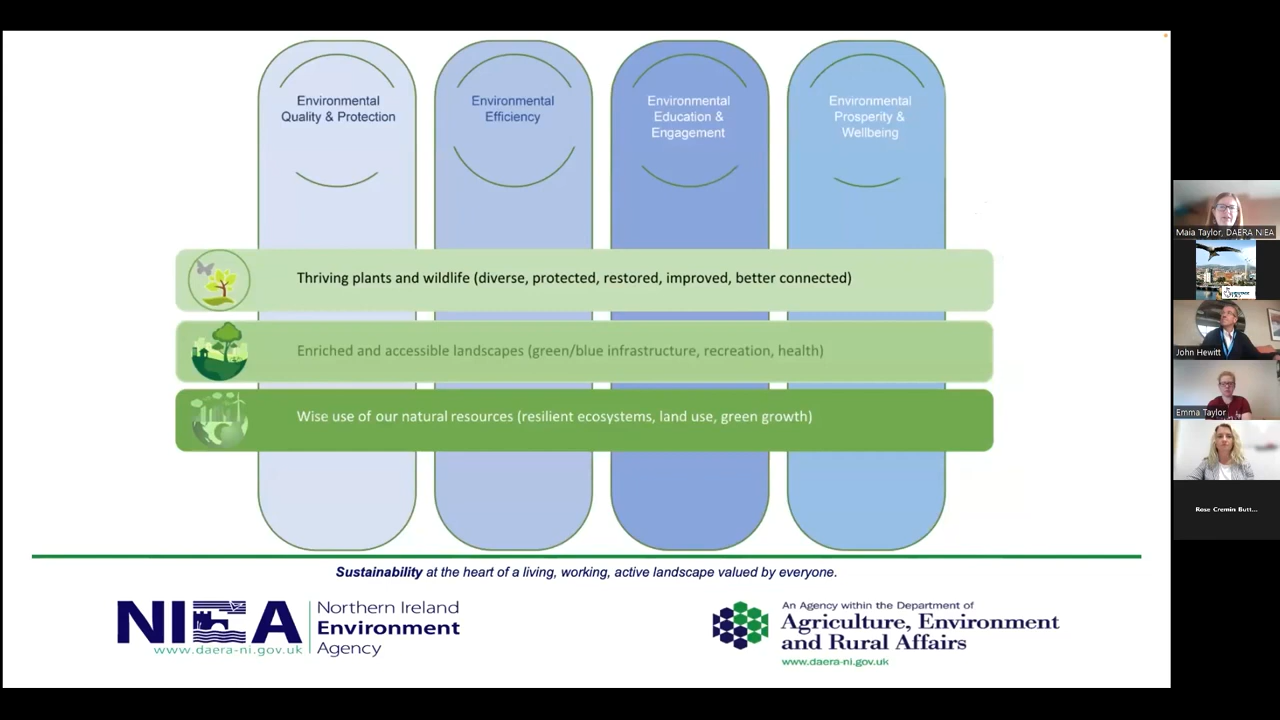 Environmental
Quality & Protection
Environmental
Efficiency
Environmental
Education &
Engagement
Environmental
Prosperity &
Wellbeing
Thriving plants and wildlife (diverse, protected, restored, improved, better connected)
Enriched and accessible landscapes (green/blue infrastructure, recreation, health)
Wise use of our natural resources (resilient ecosystems, land use, green growth)
Sustainability at the heart of a living, working, active landscape valued by everyone.
NIEA
www.daera-ni.gov.uk
Northern Ireland
Environment
Agency
An Agency within the Department of
Agriculture, Environment
and Rural Affairs
www.daera-ni.gov.uk
Maia Taylor, DAERA NIEA
John Hewitt
Emma Taylor
Rose Cremin Butt...